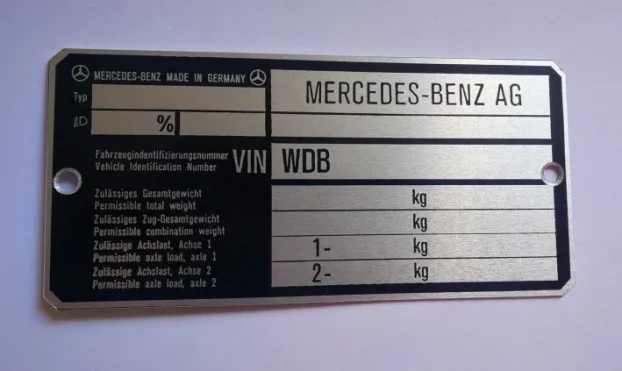 MERCEDES-BENZ MADE IN GERMANY
MERCEDES-BENZ AG
Typ
%
Fahrzeugindentifizierungsnommer
Vehicle Identification Number
VIN WDB
Zulässiges Gesamtgewicht
Permissible total weight
kg
Zulässiges Zug-Gesamtgewicht
Permissible combination weight
kg
Zulässige Achslast, Achse 1
Permissible axle load, axle 1
1- kg
Zulässige Achslast, Achse 2
Permissible axle load, axle 2
2- kg